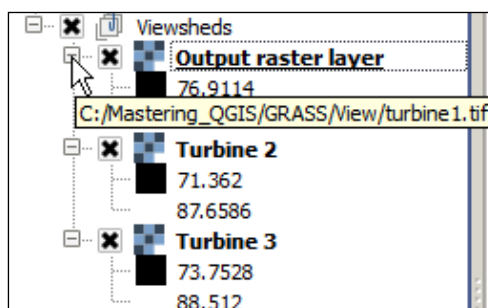 Viewsheds
Output raster layer
76.9114
C:/Mastering_QGIS/GRASS/View/turbine1.tif
Turbine 2
71.362
87.6586
Turbine 3
73.7528
88.512